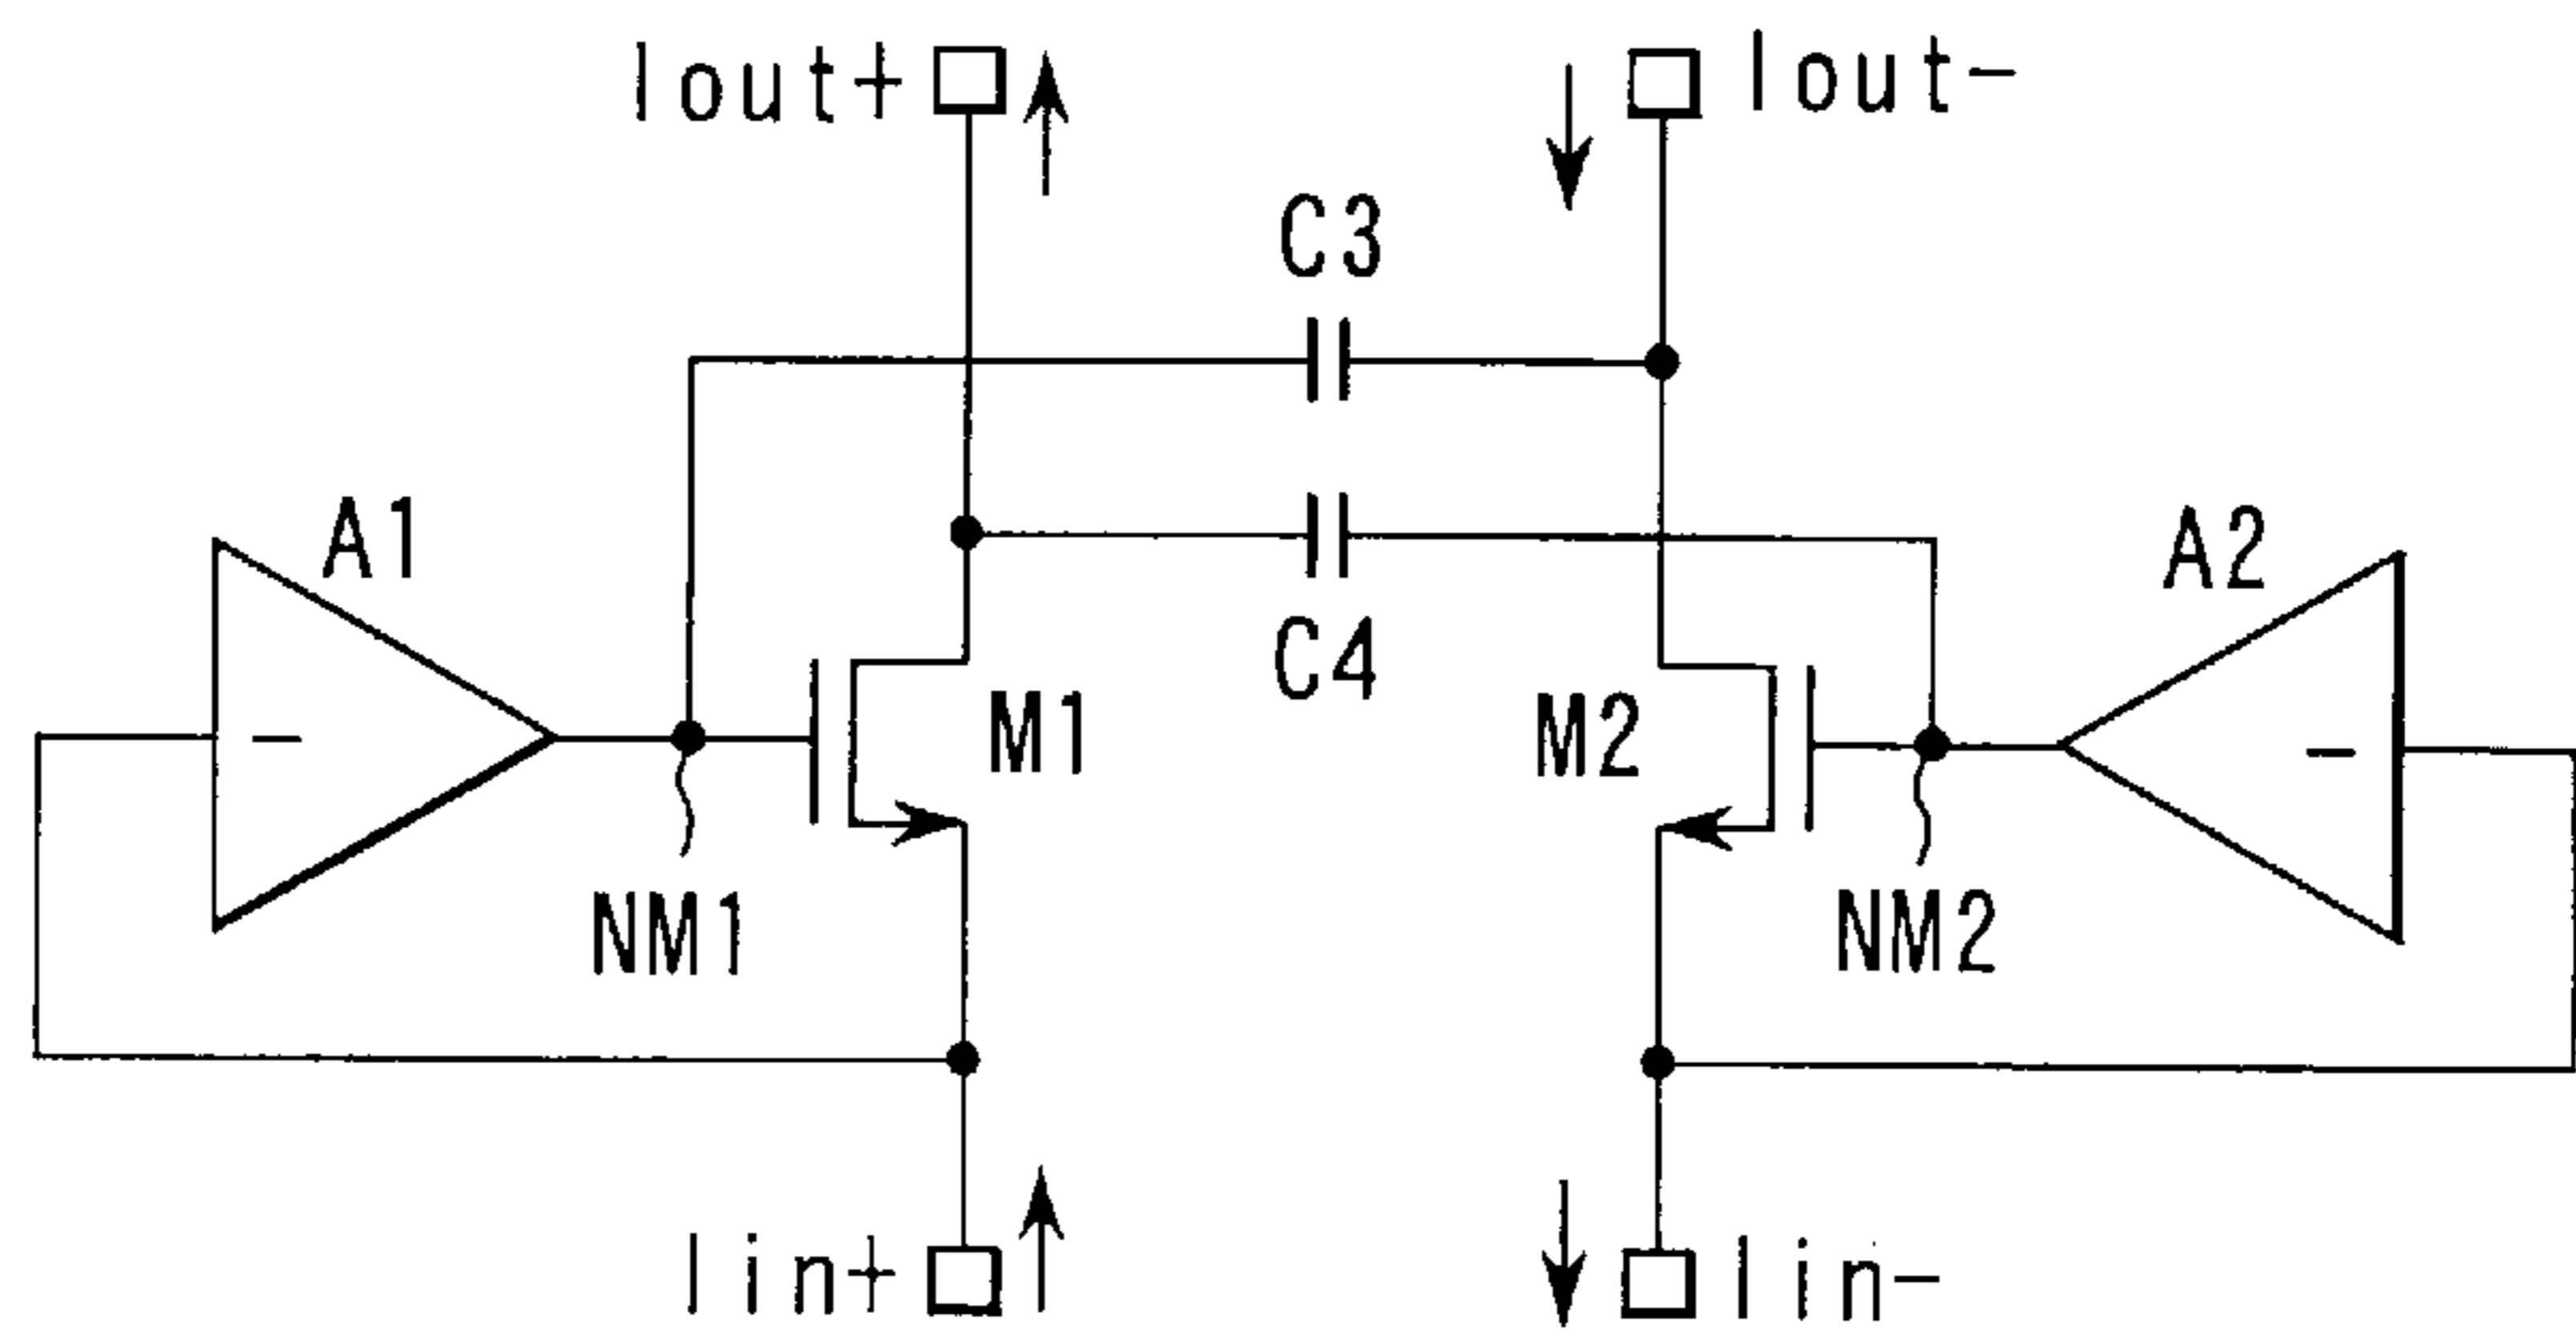 Iout+
Iout-
C3
A1
A2
C4
M1
M2
-
-
NM1
NM2
Iin+
Iin-